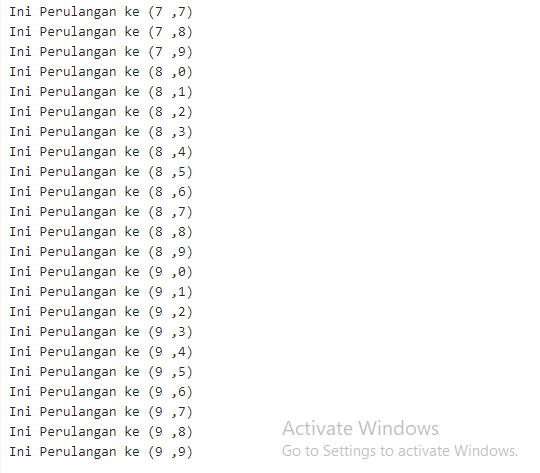 Ini Perulangan ke (7 ,7)
Ini Perulangan ke (7 ,8)
Ini Perulangan ke (7 ,9)
Ini Perulangan ke (8 ,0)
Ini Perulangan ke (8 ,1)
Ini Perulangan ke (8 ,2)
Ini Perulangan ke (8 ,3)
Ini Perulangan ke (8 ,4)
Ini Perulangan ke (8 ,5)
Ini Perulangan ke (8 ,6)
Ini Perulangan ke (8 ,7)
Ini Perulangan ke (8 ,8)
Ini Perulangan ke (8 ,9)
Ini Perulangan ke (9 ,0)
Ini Perulangan ke (9 ,1)
Ini Perulangan ke (9 ,2)
Ini Perulangan ke (9 ,3)
Ini Perulangan ke (9 ,4)
Ini Perulangan ke (9 ,5)
Ini Perulangan ke (9 ,6)
Ini Perulangan ke (9 ,7)
Ini Perulangan ke (9 ,8)
Ini Perulangan ke (9 ,9)
Activate Windows
Go to Settings to activate Windows.